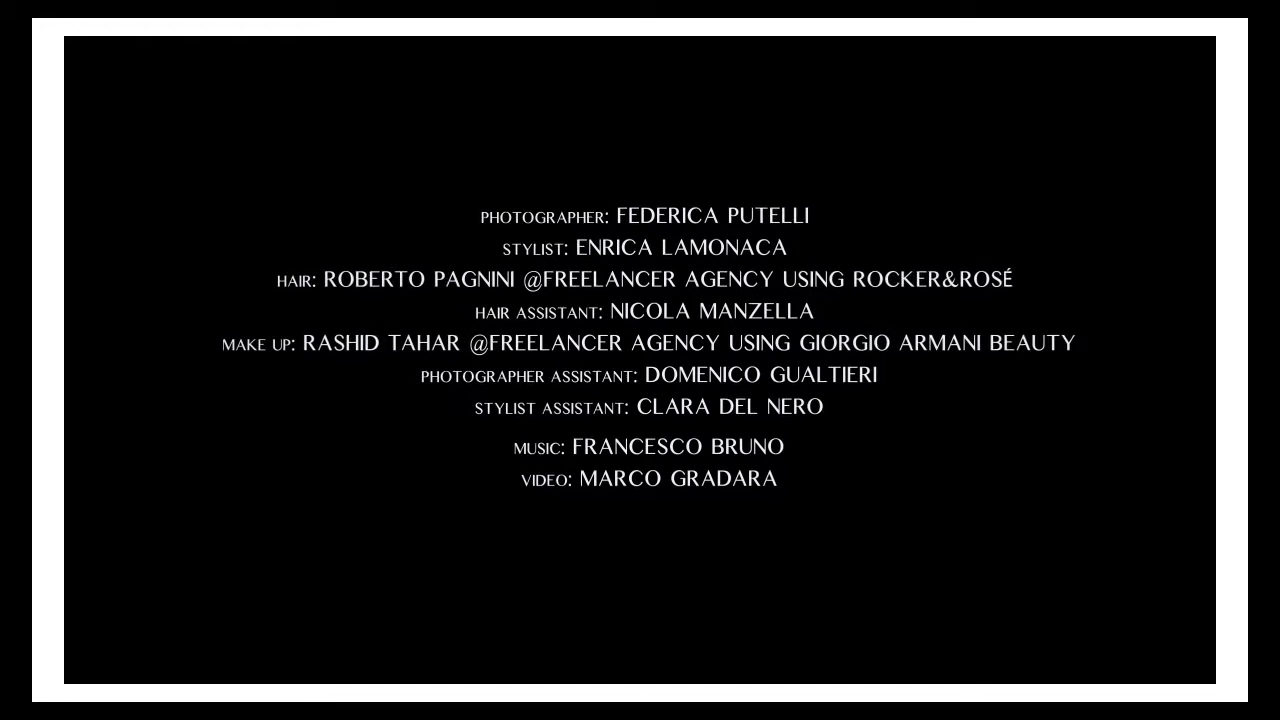 PHOTOGRAPHER: FEDERICA PUTELLI
STYLIST: ENRICA LAMONACA
HAIR: ROBERTO PAGNINI @FREELANCER AGENCY USING ROCKER&ROSÉ
HAIR ASSISTANT: NICOLA MANZELLA
MAKE UP: RASHID TAHAR @FREELANCER AGENCY USING GIORGIO ARMANI BEAUTY
PHOTOGRAPHER ASSISTANT: DOMENICO GUALTIERI
STYLIST ASSISTANT: CLARA DEL NERO
MUSIC: FRANCESCO BRUNO
VIDEO: MARCO GRADARA